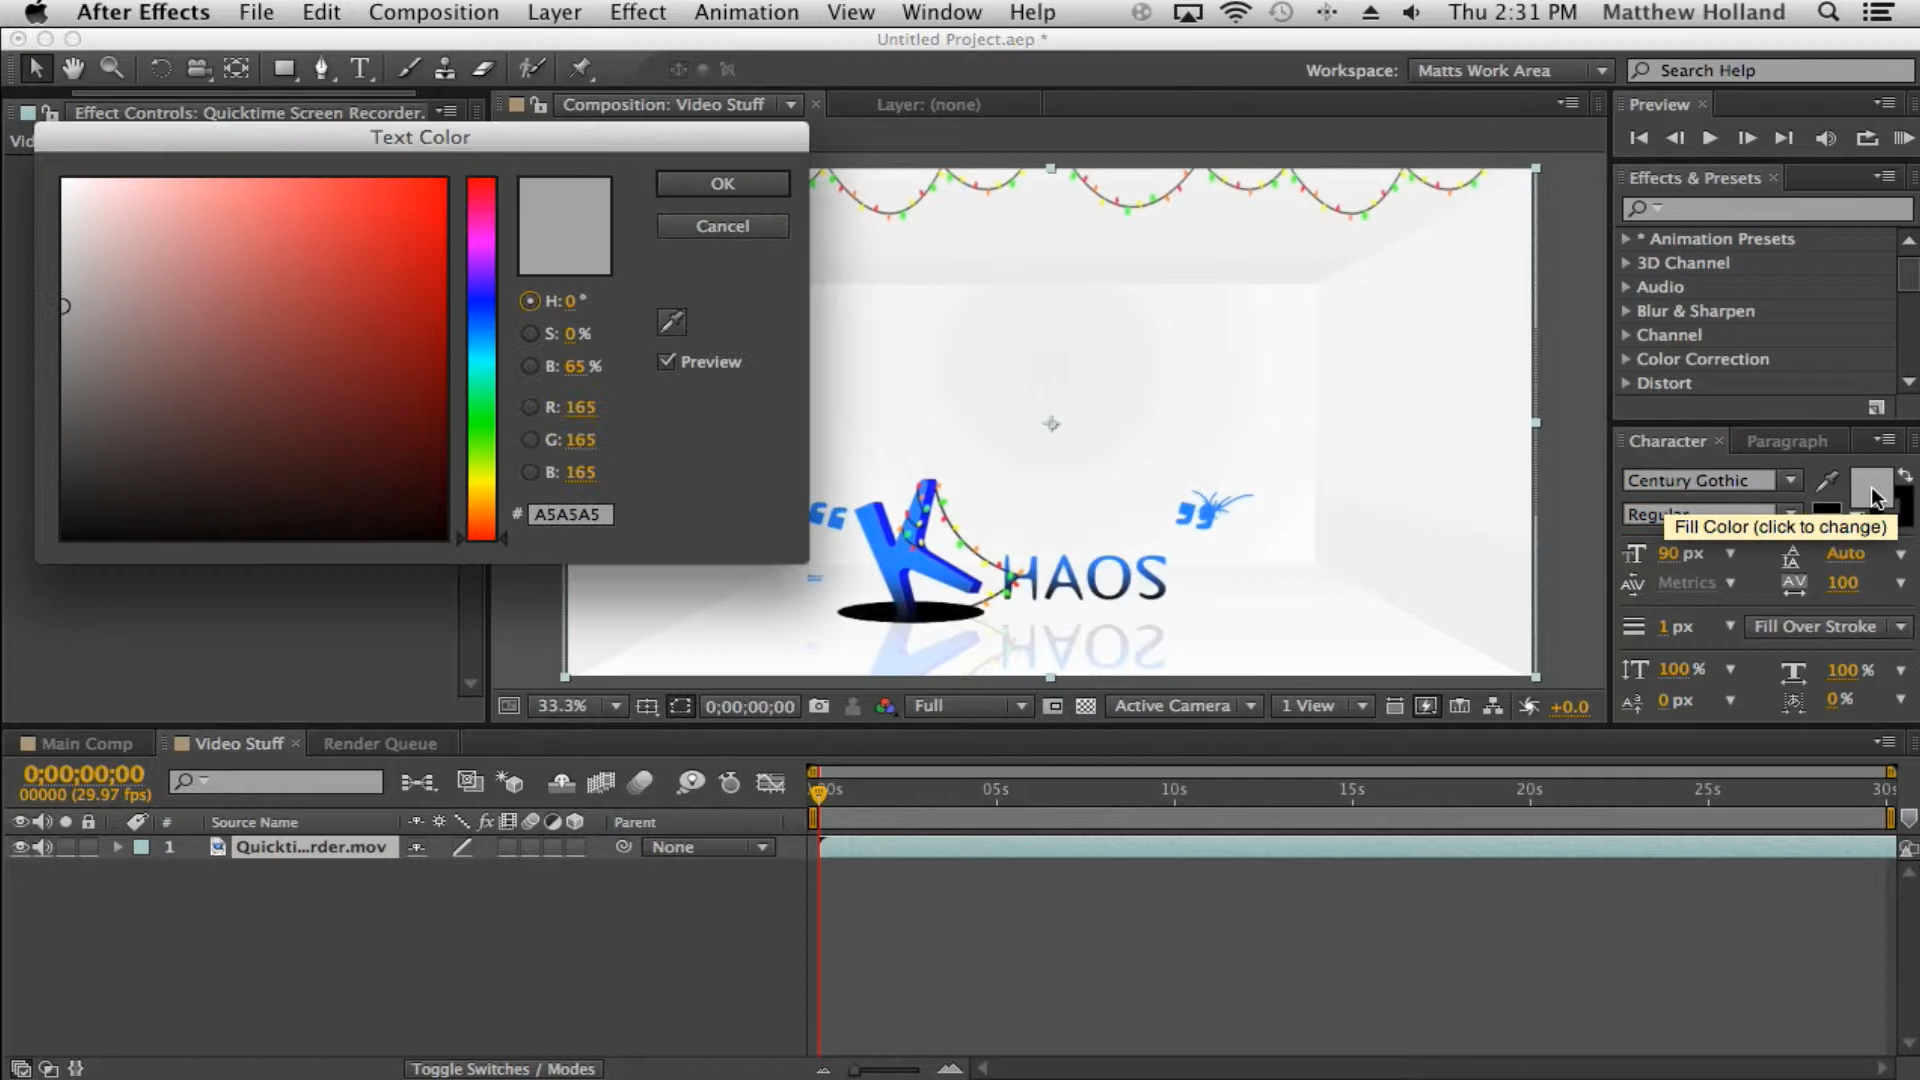 After Effects File Edit Composition Layer Effect Animation View Window Help Thu 2:31 PM Matthew Holland
Untitled Project.aep *
Workspace: Matts Work Area Search Help
Effect Controls: Quicktime Screen Recorder. Composition: Video Stuff Layer: (none) Preview
Text Color
OK
Cancel
H: 0 °
S: 0 %
B: 65 %
Preview
R: 165
G: 165
B: 165
# A5A5A5
HAOS
Effects & Presets
* Animation Presets
3D Channel
Audio
Blur & Sharpen
Channel
Color Correction
Distort
Character Paragraph
Century Gothic
Fill Color (click to change)
90 px Auto
Metrics 100
1 px Fill Over Stroke
100 % 100 %
0 px 0 %
33.3% 0;00;00;00 Full Active Camera 1 View +0.0
Main Comp Video Stuff Render Queue
0;00;00;00
00000 (29.97 fps)
05s 10s 15s 20s 25s 30s
# Source Name Parent
1 Quickti...rder.mov None
Toggle Switches / Modes